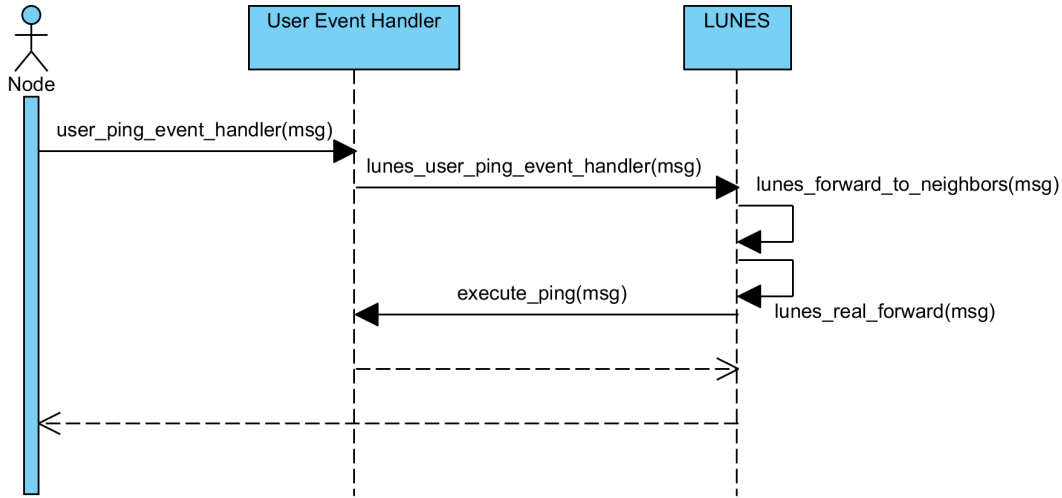 User Event Handler
LUNES
Node
user_ping_event_handler(msg)
lunes_user_ping_event_handler(msg)
lunes_forward_to_neighbors(msg)
execute_ping(msg)
lunes_real_forward(msg)